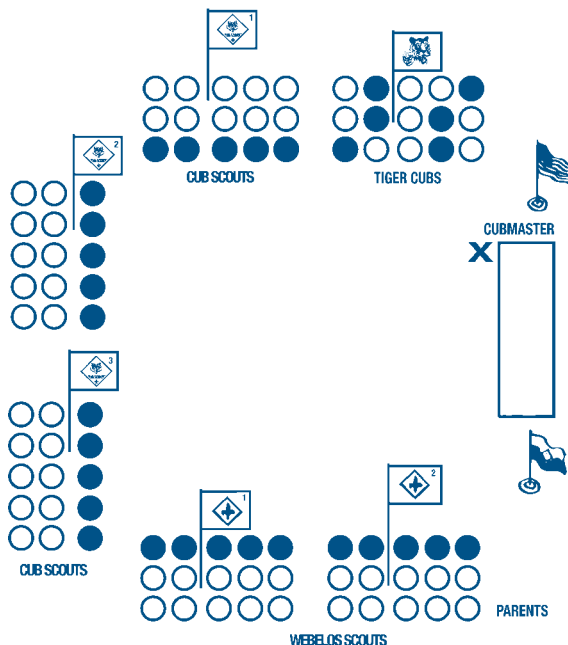 1
CUB SCOUTS
TIGER CUBS
2
CUBMASTER
X
3
CUB SCOUTS
1
2
PARENTS
WEBELOS SCOUTS